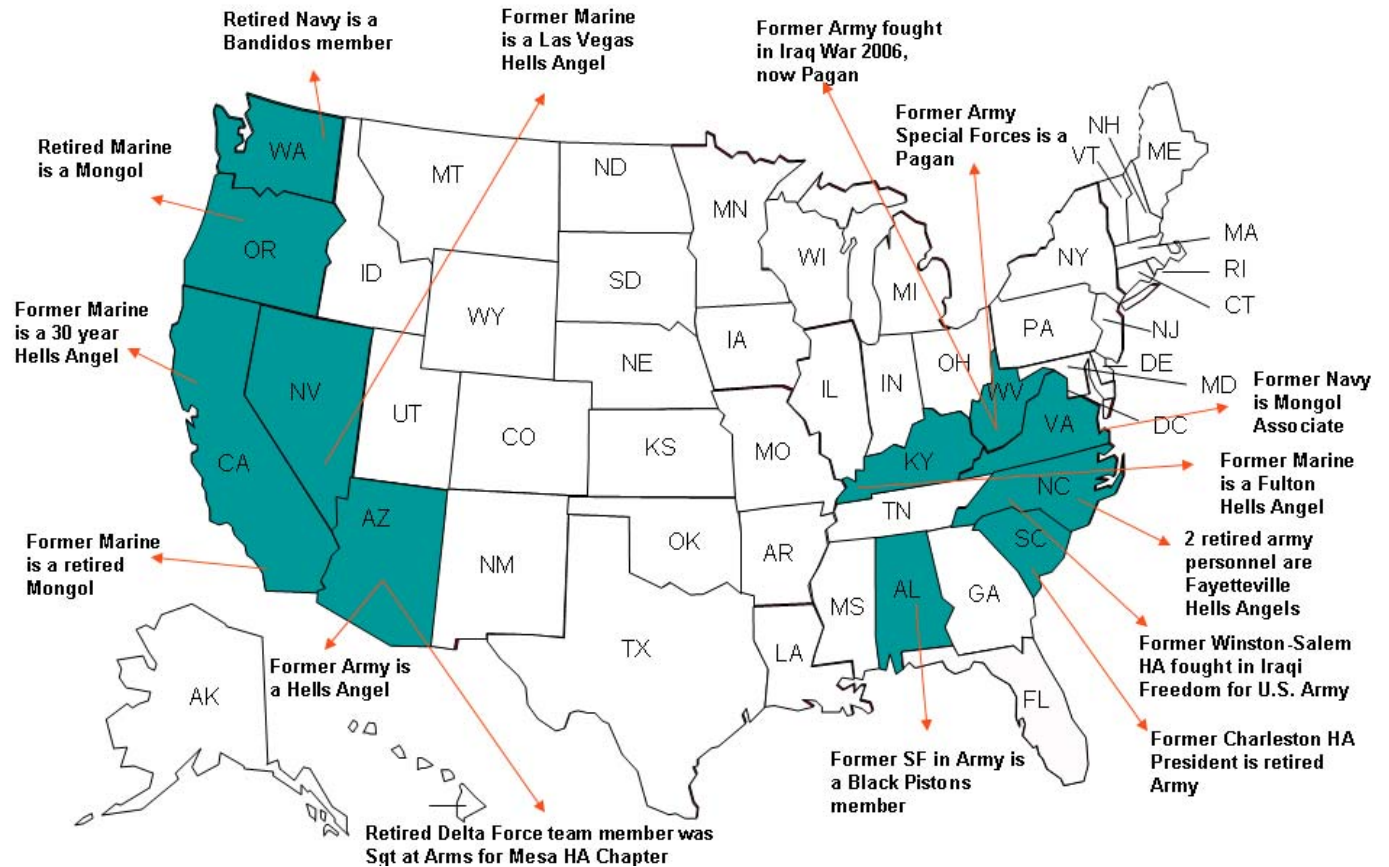 Retired Navy is a
Bandidos member
Former Marine
is a Las Vegas
Hells Angel
Former Army fought
in Iraq War 2006,
now Pagan
Former Army
Special Forces is a
Pagan
Retired Marine
is a Mongol
Former Marine
is a 30 year
Hells Angel
Former Marine
is a retired
Mongol
Former Army is
a Hells Angel
Retired Delta Force team member was
Sgt at Arms for Mesa HA Chapter
Former SF in Army is
a Black Pistons
member
Former Navy
is Mongol
Associate
Former Marine
is a Fulton
Hells Angel
2 retired army
personnel are
Fayetteville
Hells Angels
Former Winston-Salem
HA fought in Iraqi
Freedom for U.S. Army
Former Charleston HA
President is retired
Army
WA
OR
CA
NV
ID
MT
WY
UT
AZ
CO
NM
ND
SD
NE
KS
OK
TX
MN
IA
MO
AR
LA
WI
IL
MI
IN
OH
KY
TN
MS
AL
GA
FL
SC
NC
VA
WV
PA
NY
VT
NH
ME
MA
RI
CT
NJ
DE
MD
DC
AK